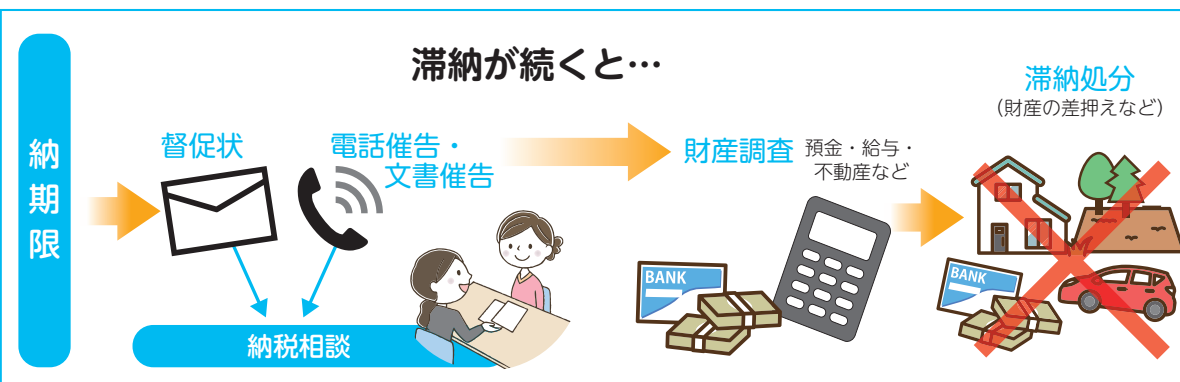 滞納が続くと…
納期限
督促状
電話催告・
文書催告
納税相談
財産調査
預金・給与・
不動産など
BANK
滞納処分
(財産の差押えなど)
BANK